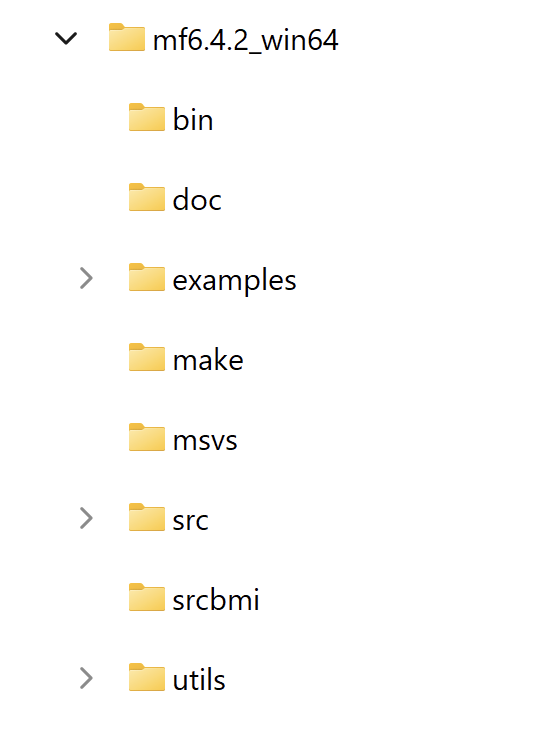 mf6.4.2_win64
bin
doc
examples
make
msvs
src
srcbmi
utils